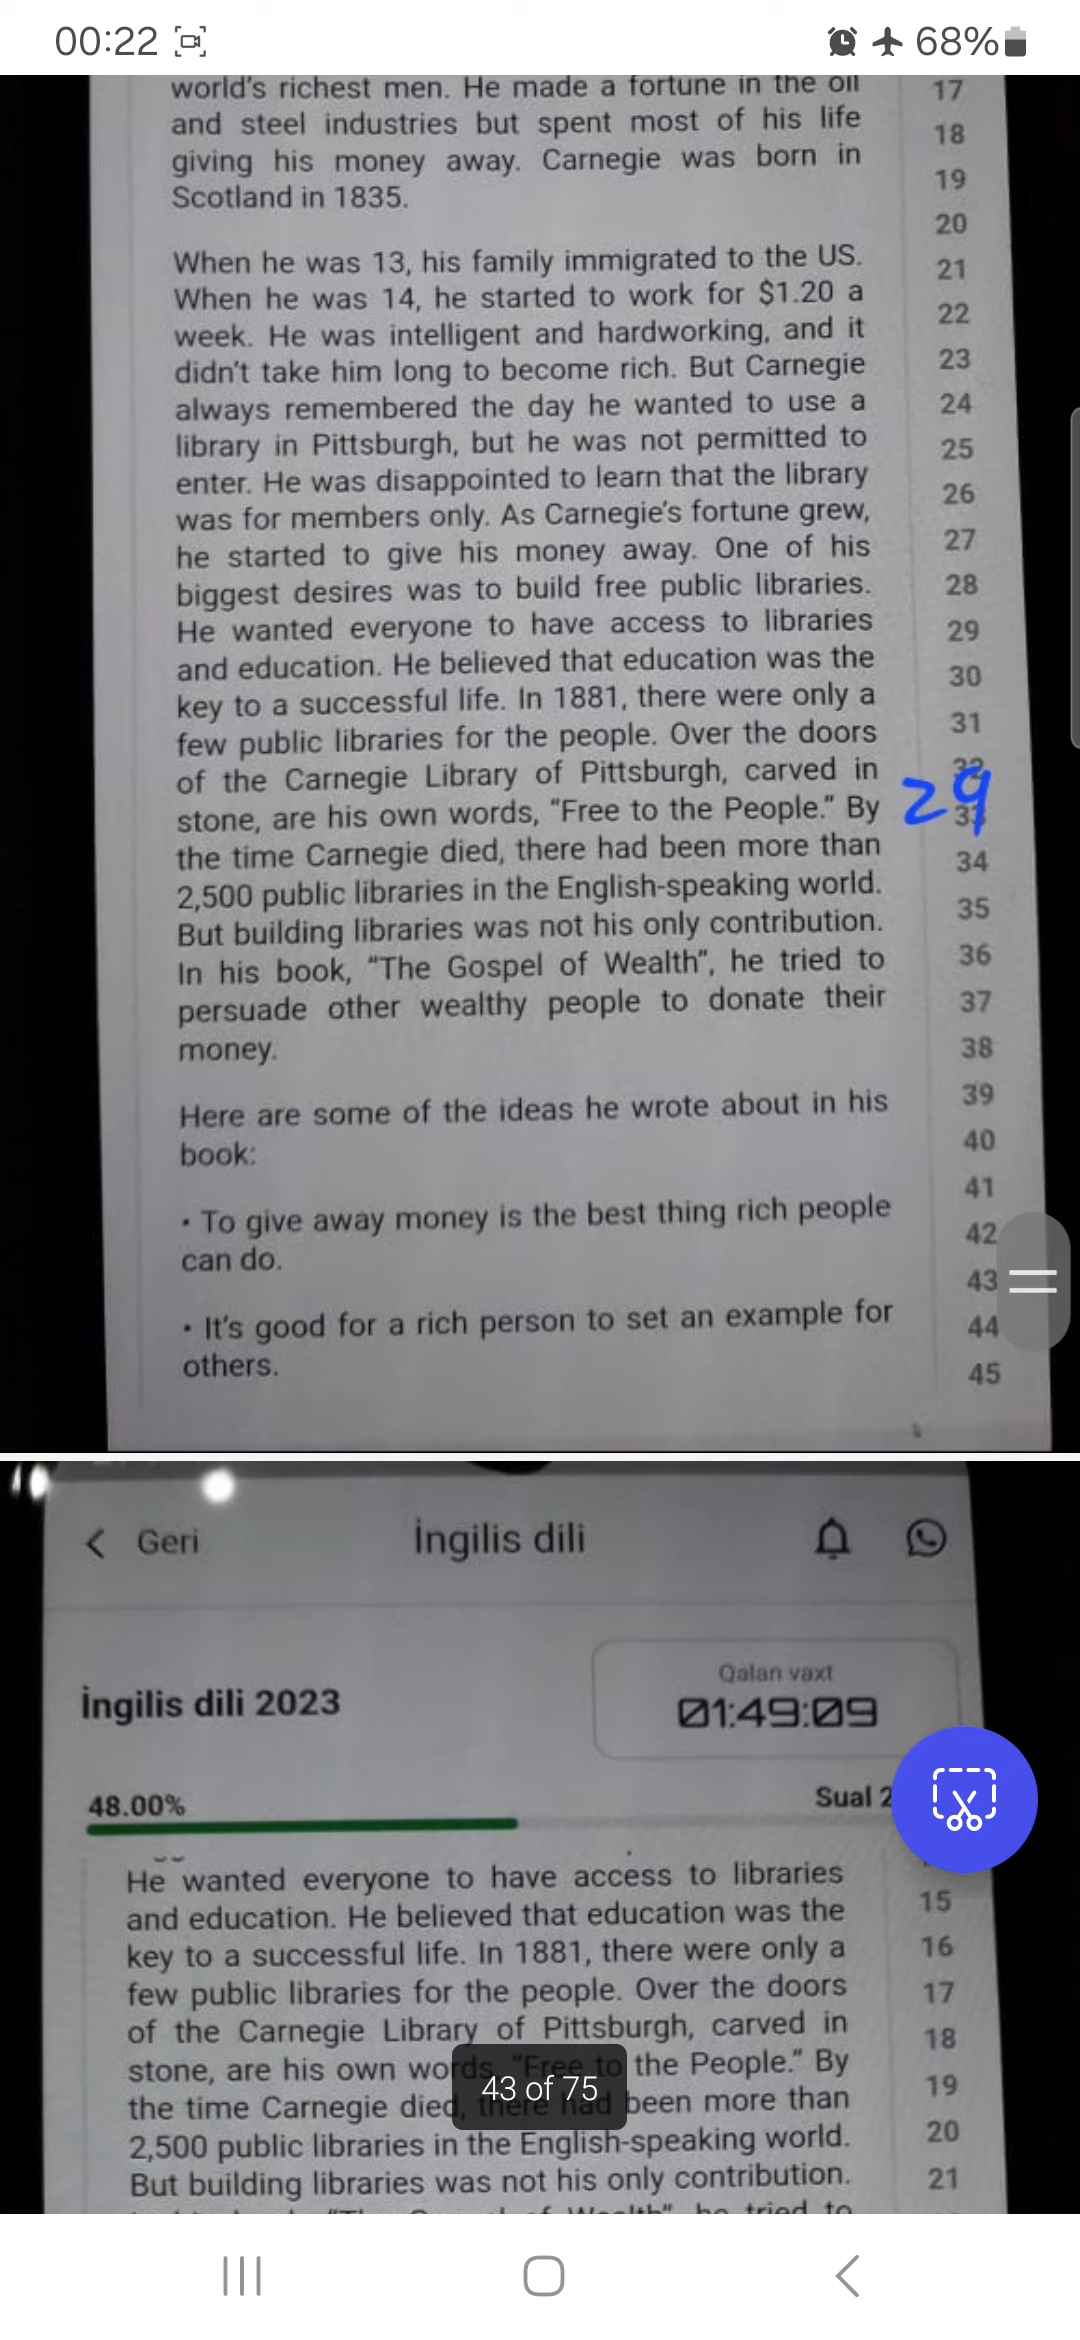 00:22 68%
world's richest men. He made a fortune in the oil 17
and steel industries but spent most of his life 18
giving his money away. Carnegie was born in 19
Scotland in 1835.
20
When he was 13, his family immigrated to the US. 21
When he was 14, he started to work for $1.20 a 22
week. He was intelligent and hardworking, and it 23
didn't take him long to become rich. But Carnegie
always remembered the day he wanted to use a 24
library in Pittsburgh, but he was not permitted to 25
enter. He was disappointed to learn that the library 26
was for members only. As Carnegie's fortune grew,
he started to give his money away. One of his 27
biggest desires was to build free public libraries. 28
He wanted everyone to have access to libraries 29
and education. He believed that education was the 30
key to a successful life. In 1881, there were only a 31
few public libraries for the people. Over the doors
of the Carnegie Library of Pittsburgh, carved in 32
stone, are his own words, "Free to the People." By 33
29
the time Carnegie died, there had been more than 34
2,500 public libraries in the English-speaking world.
But building libraries was not his only contribution. 35
In his book, "The Gospel of Wealth", he tried to 36
persuade other wealthy people to donate their 37
money. 38
39
Here are some of the ideas he wrote about in his
book: 40
41
• To give away money is the best thing rich people 42
can do.
43
• It's good for a rich person to set an example for 44
others. 45
Geri İngilis dili
İngilis dili 2023
Qalan vaxt
01:49:09
48.00% Sual 2
He wanted everyone to have access to libraries
and education. He believed that education was the 15
key to a successful life. In 1881, there were only a 16
few public libraries for the people. Over the doors 17
of the Carnegie Library of Pittsburgh, carved in 18
stone, are his own words, "Free to the People." By 19
the time Carnegie died, there had been more than
2,500 public libraries in the English-speaking world. 20
But building libraries was not his only contribution. 21
43 of 75